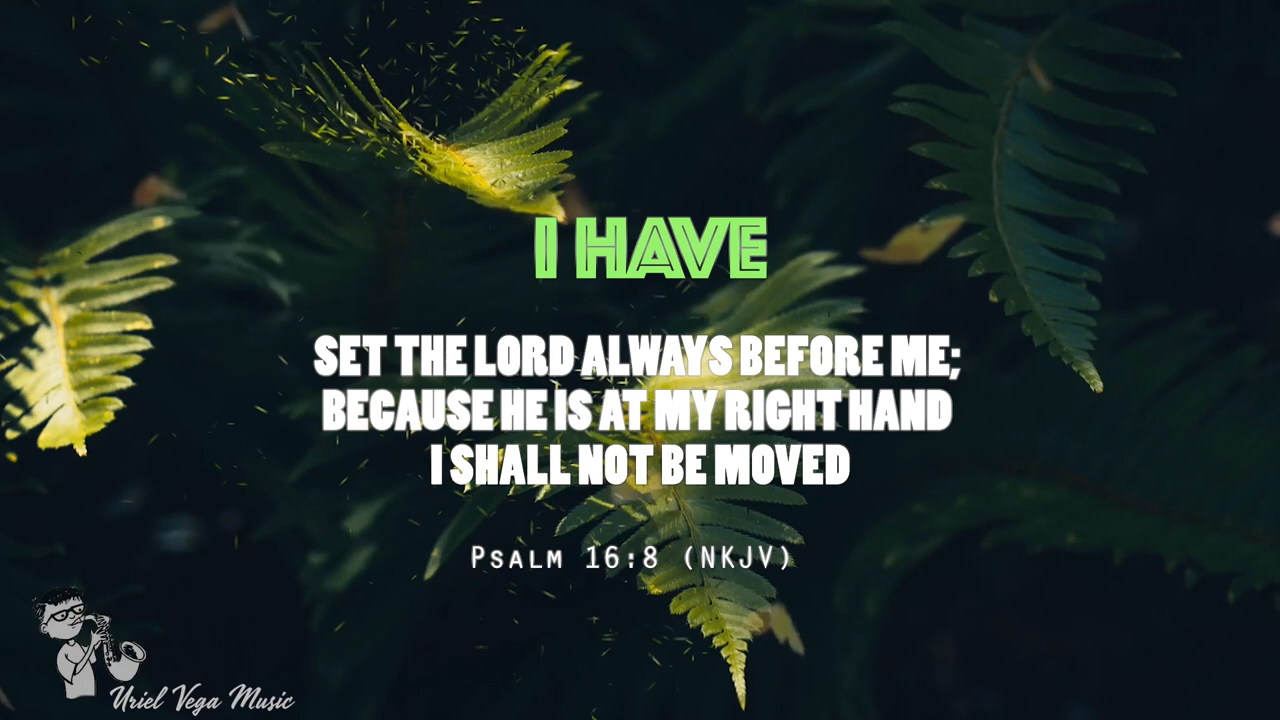 I HAVE
SET THE LORD ALWAYS BEFORE ME;
BECAUSE HE IS AT MY RIGHT HAND
I SHALL NOT BE MOVED
Psalm 16:8 (NKJV)
Uriel Vega Music